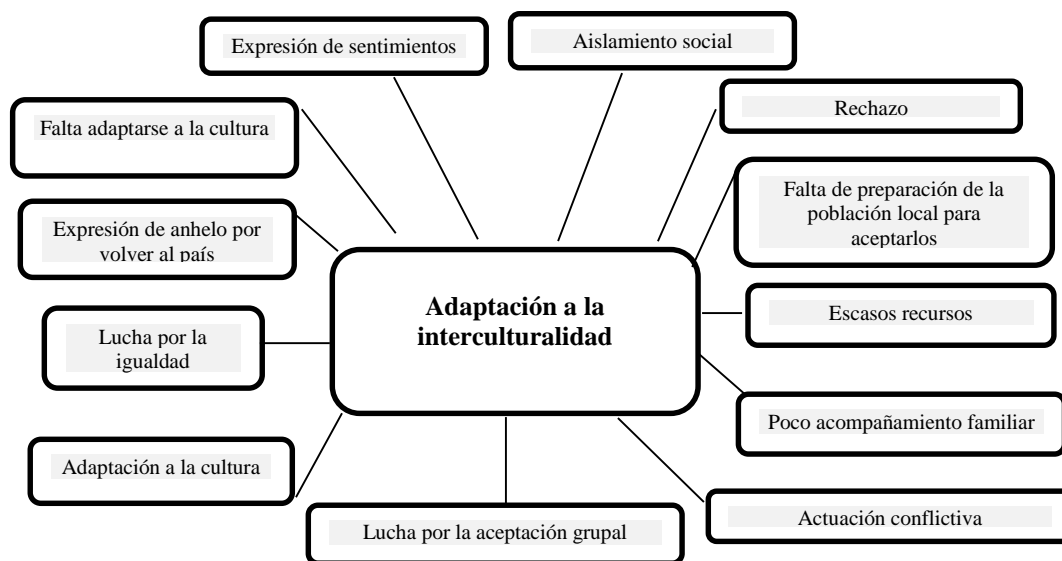 Expresión de sentimientos
Aislamiento social
Falta adaptarse a la cultura
Rechazo
Falta de preparación de la
población local para
aceptarlos
Expresión de anhelo por
volver al país
Adaptación a la
interculturalidad
Escasos recursos
Lucha por la
igualdad
Poco acompañamiento familiar
Adaptación a la cultura
Lucha por la aceptación grupal
Actuación conflictiva